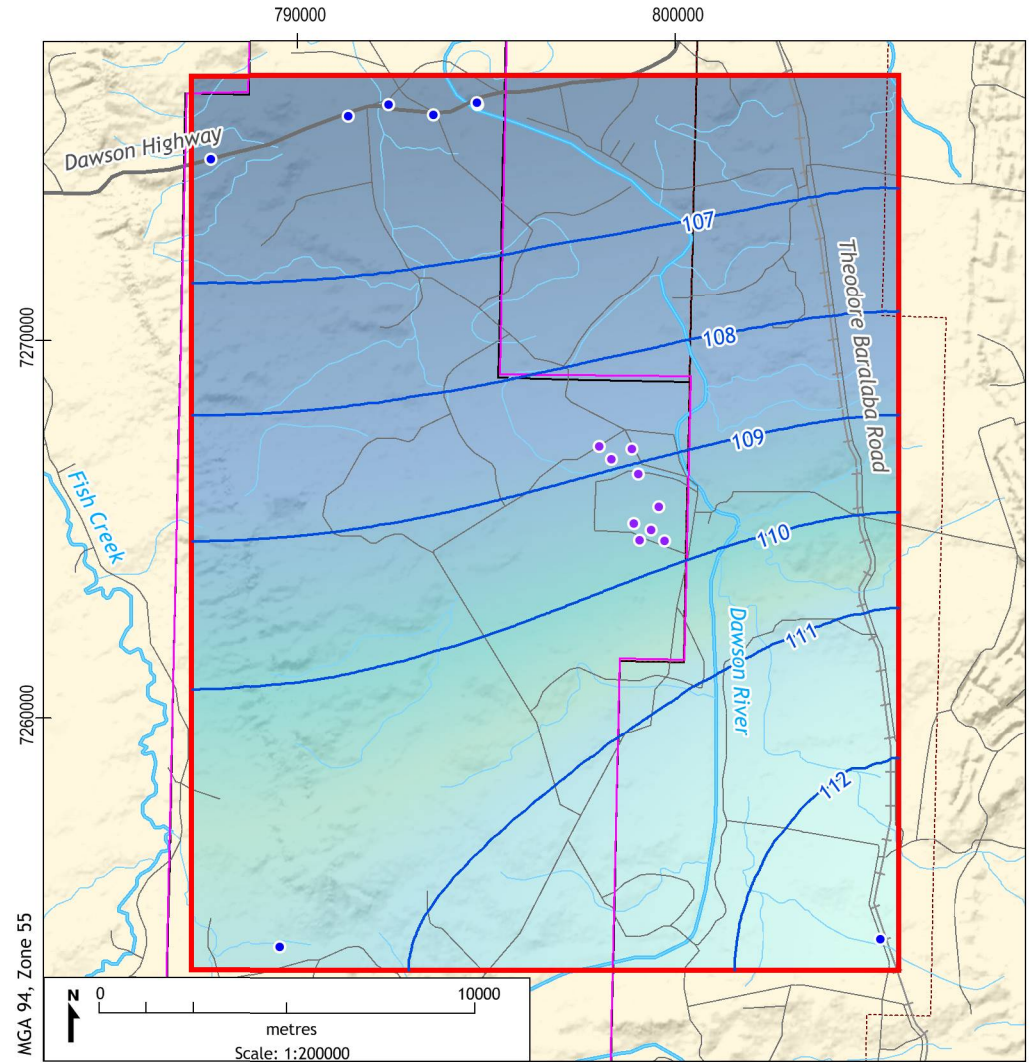 790000
800000
Dawson Highway
107
Theodore Baralaba Road
7270000
108
109
Fish Creek
110
111
Dawson River
7260000
112
MGA 94, Zone 55
N
0
10000
metres
Scale: 1:200000